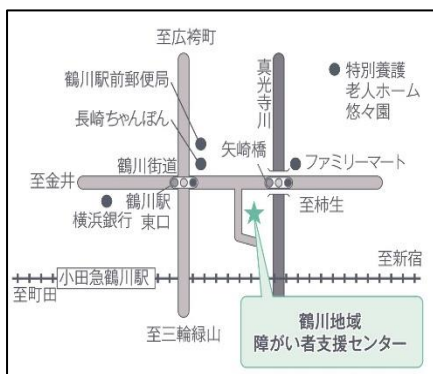 至広袴町
鶴川駅前郵便局
長崎ちゃんぽん
真光寺川
特別養護
老人ホーム
悠々園
鶴川街道
矢崎橋
ファミリーマート
至金井
横浜銀行
鶴川駅
東口
至柿生
至新宿
小田急鶴川駅
至町田
至三輪緑山
鶴川地域
障がい者支援センター